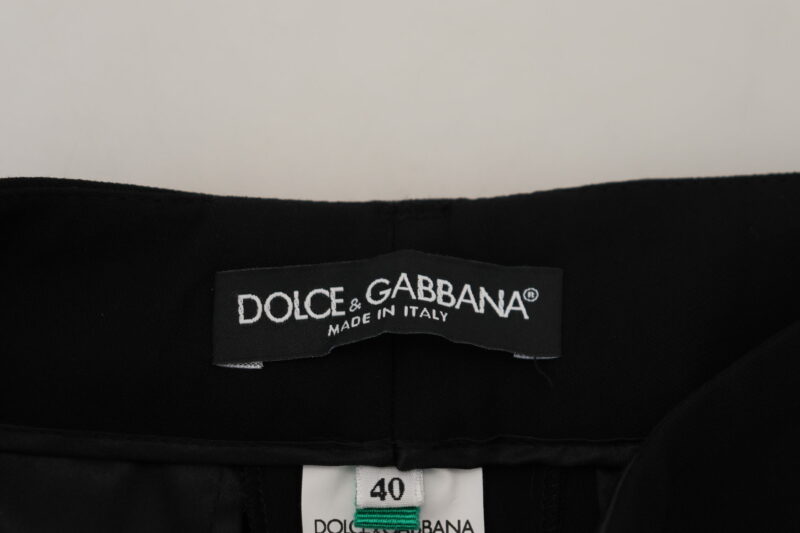 DOLCE & GABBANA®
MADE IN ITALY
40
DOLCE & GABBANA